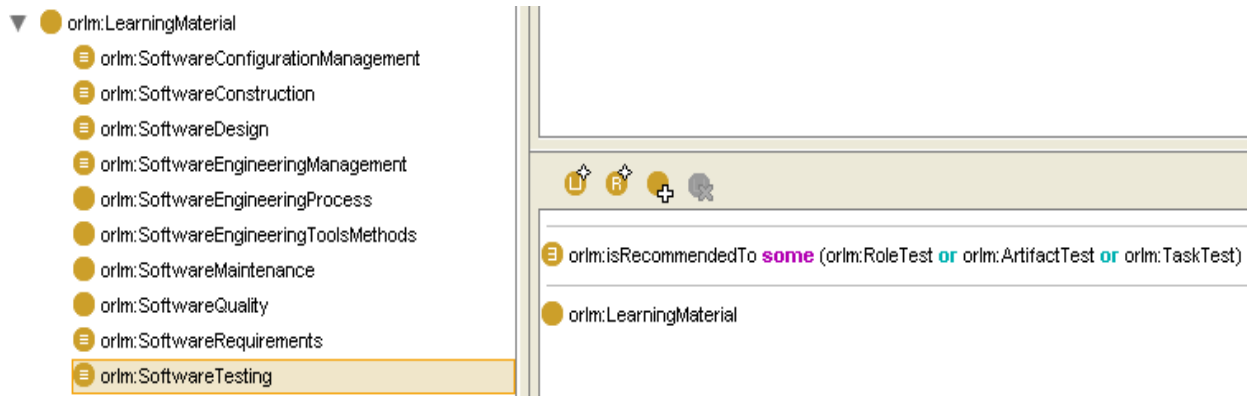 orlm:LearningMaterial
orlm:SoftwareConfigurationManagement
orlm:SoftwareConstruction
orlm:SoftwareDesign
orlm:SoftwareEngineeringManagement
orlm:SoftwareEngineeringProcess
orlm:SoftwareEngineeringToolsMethods
orlm:SoftwareMaintenance
orlm:SoftwareQuality
orlm:SoftwareRequirements
orlm:SoftwareTesting
orlm:isRecommendedTo some (orlm:RoleTest or orlm:ArtifactTest or orlm:TaskTest)
orlm:LearningMaterial